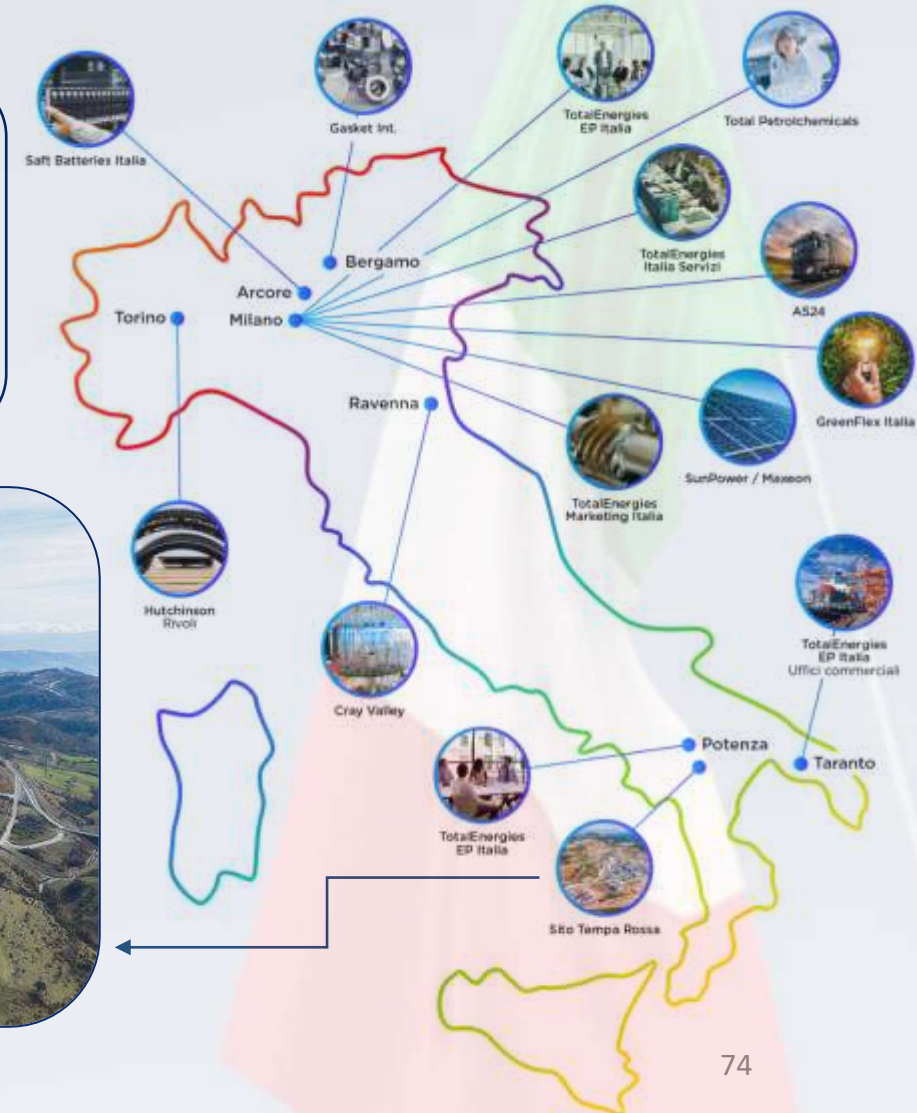 Gasket Int.
TotalEnergies
EP Italia
Total Petrolchemicals
Saft Batteries Italia
TotalEnergies
Italia Servizi
Bergamo
Arcore
AS24
Torino
Milano
Ravenna
GreenFlex Italia
SunPower / Maxeon
TotalEnergies
Marketing Italia
Hutchinson
Rivoli
TotalEnergies
EP Italia
Uffici commerciali
Cray Valley
Potenza
Taranto
TotalEnergies
EP Italia
Sito Tempa Rossa
74